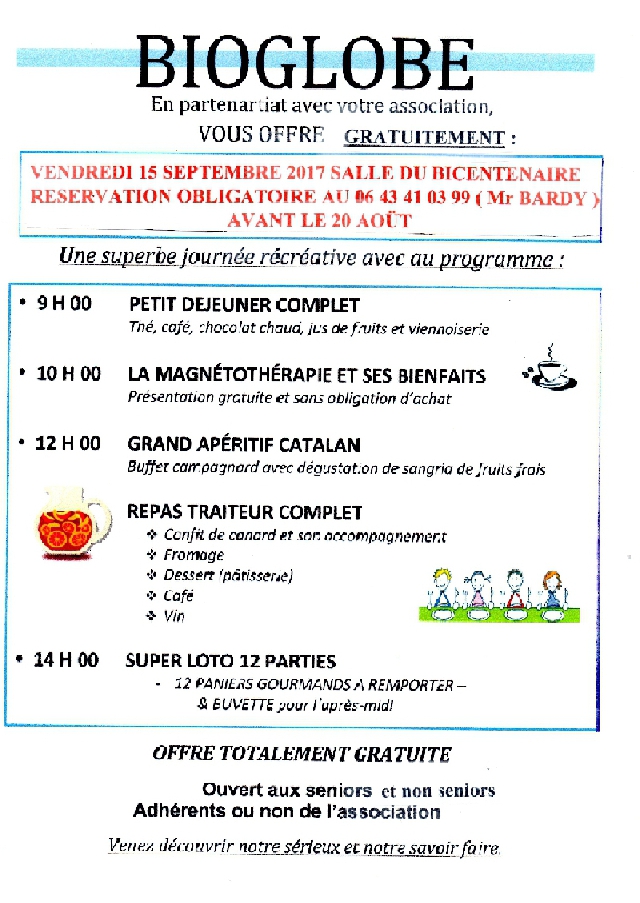 BIOGLOBE
En partenartiat avec votre association,
VOUS OFFRE GRATUITEMENT :
VENDREDI 15 SEPTEMBRE 2017 SALLE DU BICENTENAIRE
RESERVATION OBLIGATOIRE AU 06 43 41 03 99 ( Mr BARDY )
AVANT LE 20 AOÛT
Une superbe journée récréative avec au programme :
• 9 H 00 PETIT DEJEUNER COMPLET
Thé, café, chocolat chaud, jus de fruits et viennoiserie
• 10 H 00 LA MAGNÉTOTHÉRAPIE ET SES BIENFAITS
Présentation gratuite et sans obligation d'achat
• 12 H 00 GRAND APÉRITIF CATALAN
Buffet campagnard avec dégustation de sangria de fruits frais
REPAS TRAITEUR COMPLET
❖ Confit de canard et son accompagnement
❖ Fromage
❖ Dessert (pâtisserie)
❖ Café
❖ Vin
• 14 H 00 SUPER LOTO 12 PARTIES
- 12 PANIERS GOURMANDS A REMPORTER –
& BUVETTE pour l'après-midi
OFFRE TOTALEMENT GRATUITE
Ouvert aux seniors et non seniors
Adhérents ou non de l'association
Venez découvrir notre sérieux et notre savoir faire.